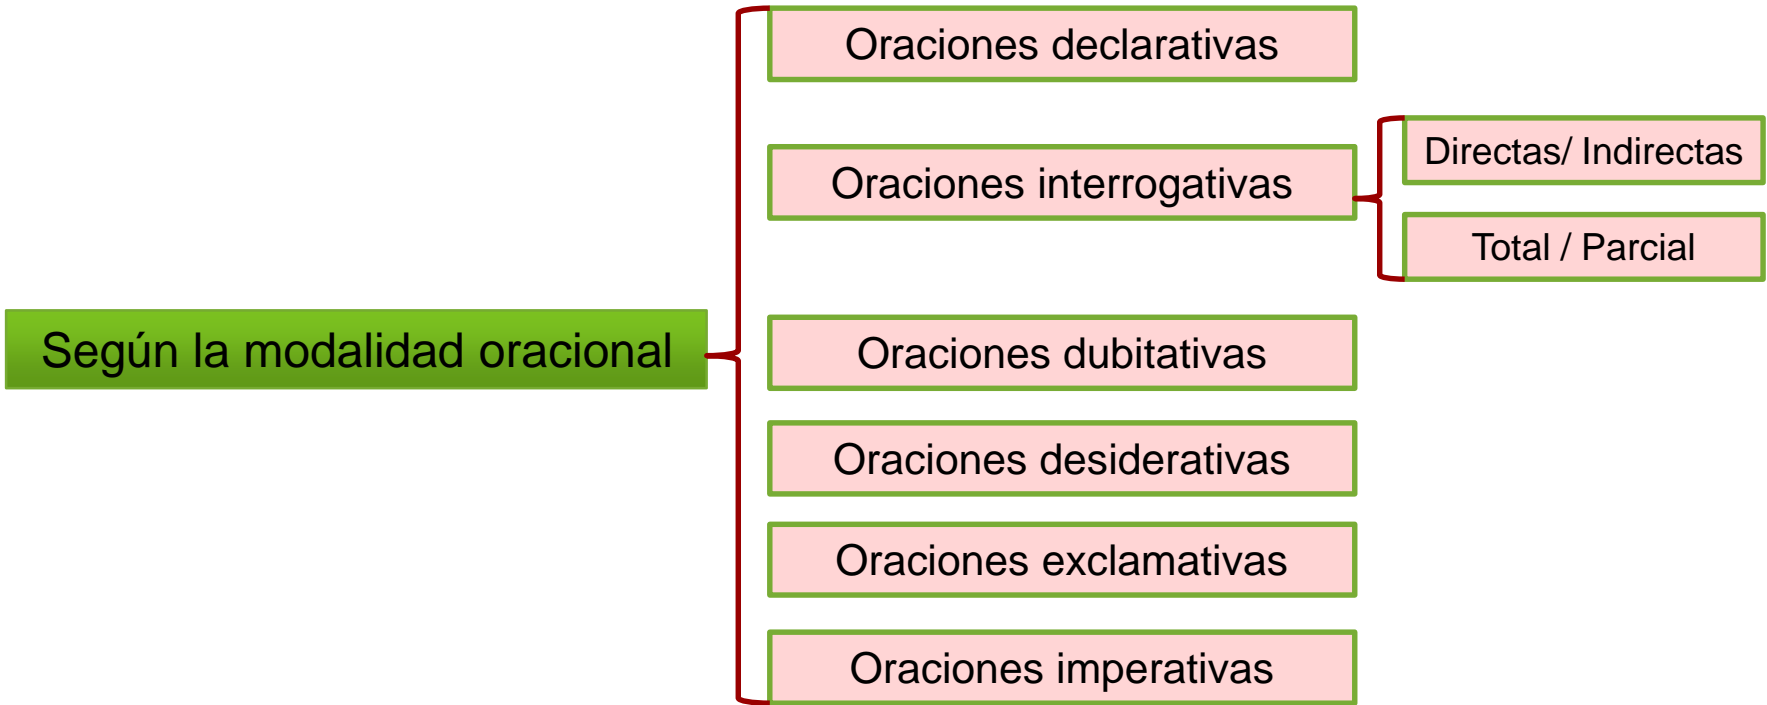 Según la modalidad oracional
Oraciones declarativas
Oraciones interrogativas
Directas/ Indirectas
Total / Parcial
Oraciones dubitativas
Oraciones desiderativas
Oraciones exclamativas
Oraciones imperativas